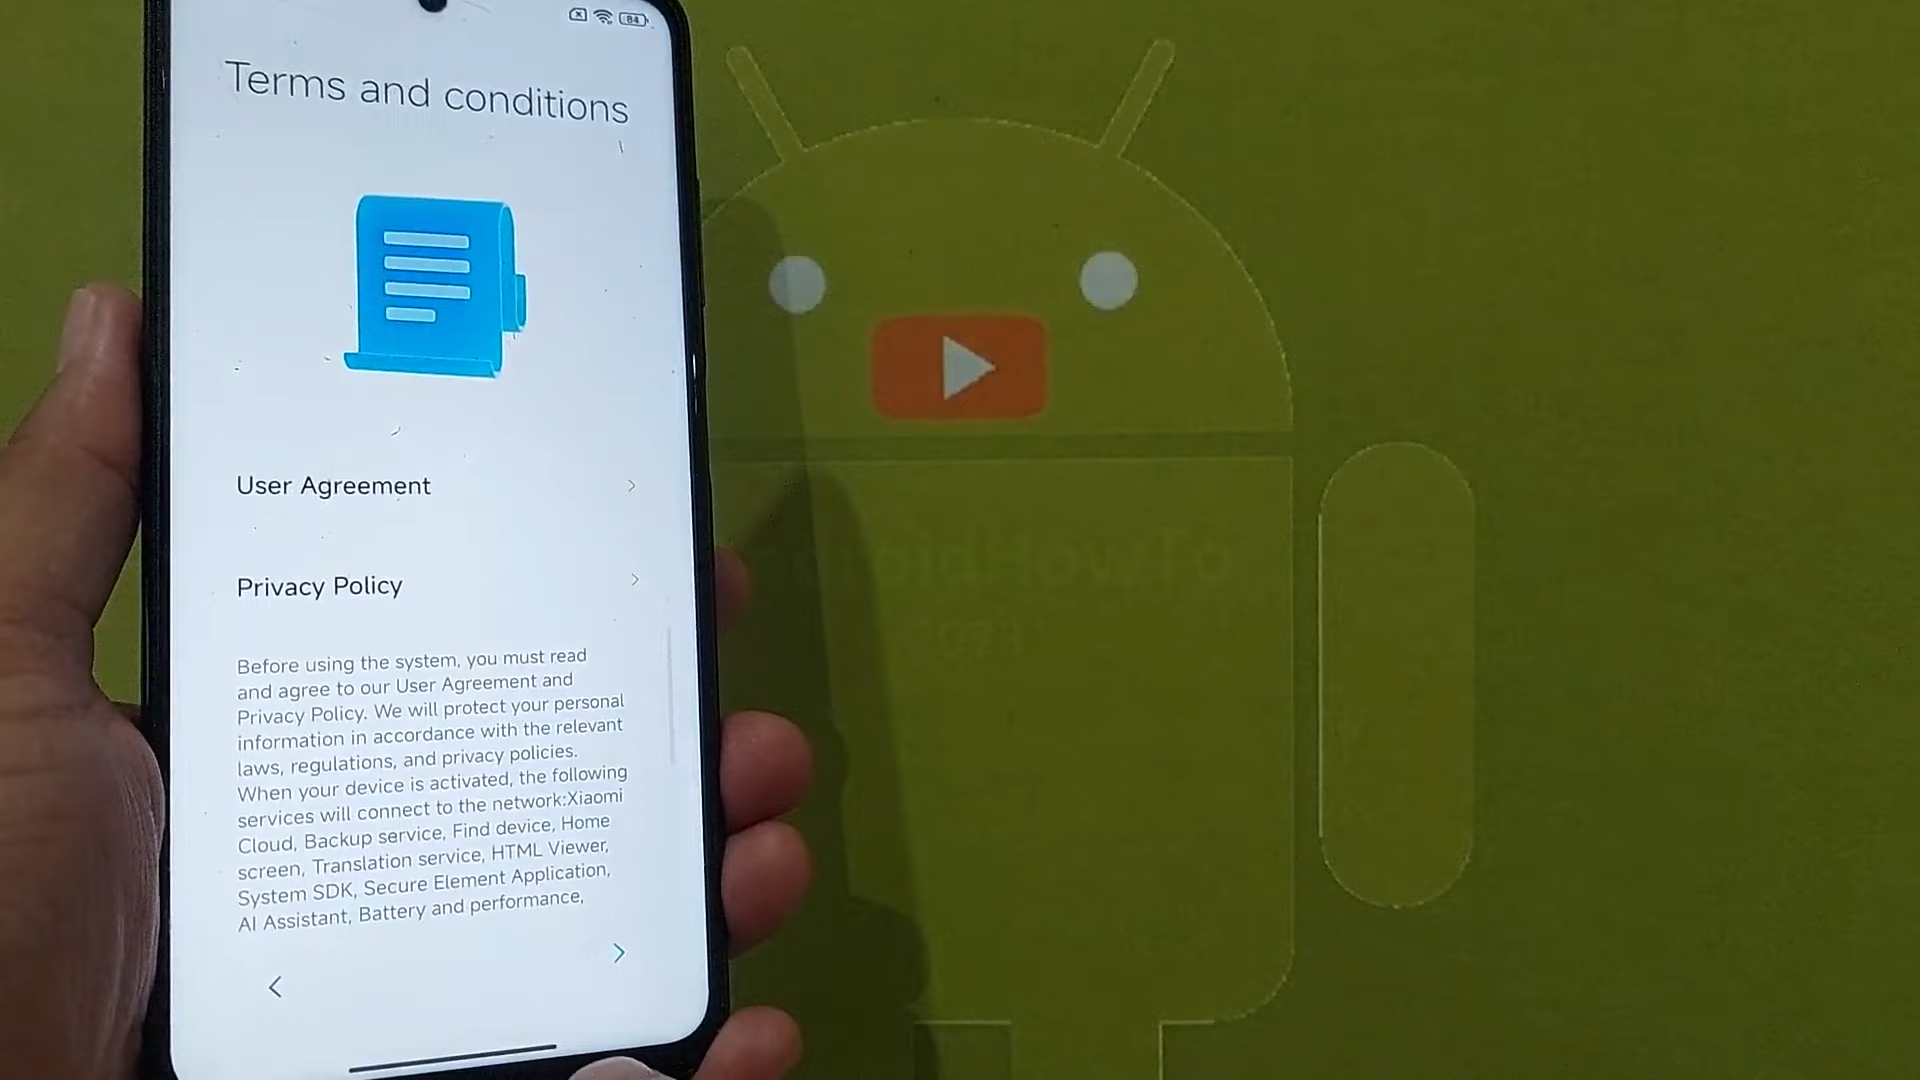 84
Terms and conditions
User Agreement
Privacy Policy
Before using the system, you must read
and agree to our User Agreement and
Privacy Policy. We will protect your personal
information in accordance with the relevant
laws, regulations, and privacy policies.
When your device is activated, the following
services will connect to the network:Xiaomi
Cloud, Backup service, Find device, Home
screen, Translation service, HTML Viewer,
System SDK, Secure Element Application,
AI Assistant, Battery and performance,
ndroidHowTo
2023